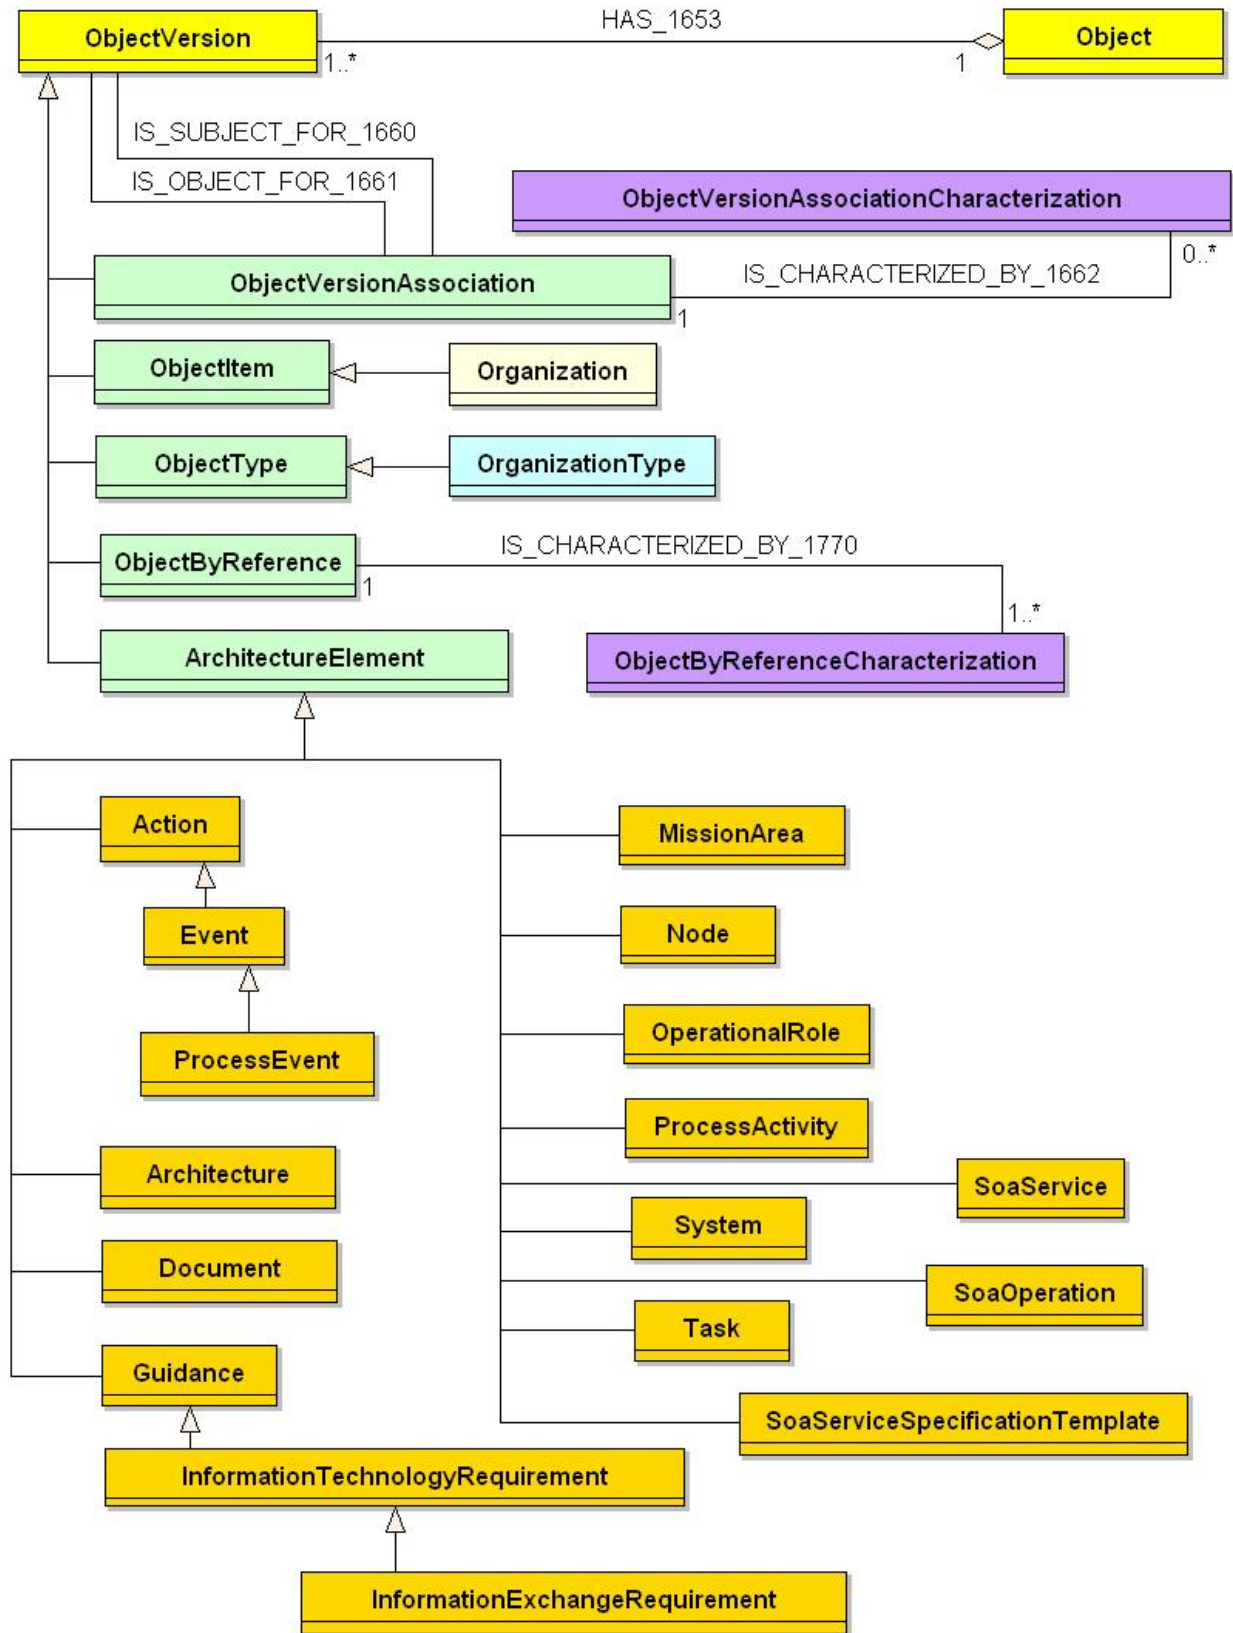 HAS_1653
ObjectVersion
Object
1..*
1
IS_SUBJECT_FOR_1660
IS_OBJECT_FOR_1661
ObjectVersionAssociationCharacterization
0..*
ObjectVersionAssociation
IS_CHARACTERIZED_BY_1662
1
ObjectItem
Organization
ObjectType
OrganizationType
IS_CHARACTERIZED_BY_1770
ObjectByReference
1
1..*
ArchitectureElement
ObjectByReferenceCharacterization
Action
MissionArea
Event
Node
ProcessEvent
OperationalRole
ProcessActivity
Architecture
SoaService
System
Document
SoaOperation
Task
Guidance
SoaServiceSpecificationTemplate
InformationTechnologyRequirement
InformationExchangeRequirement